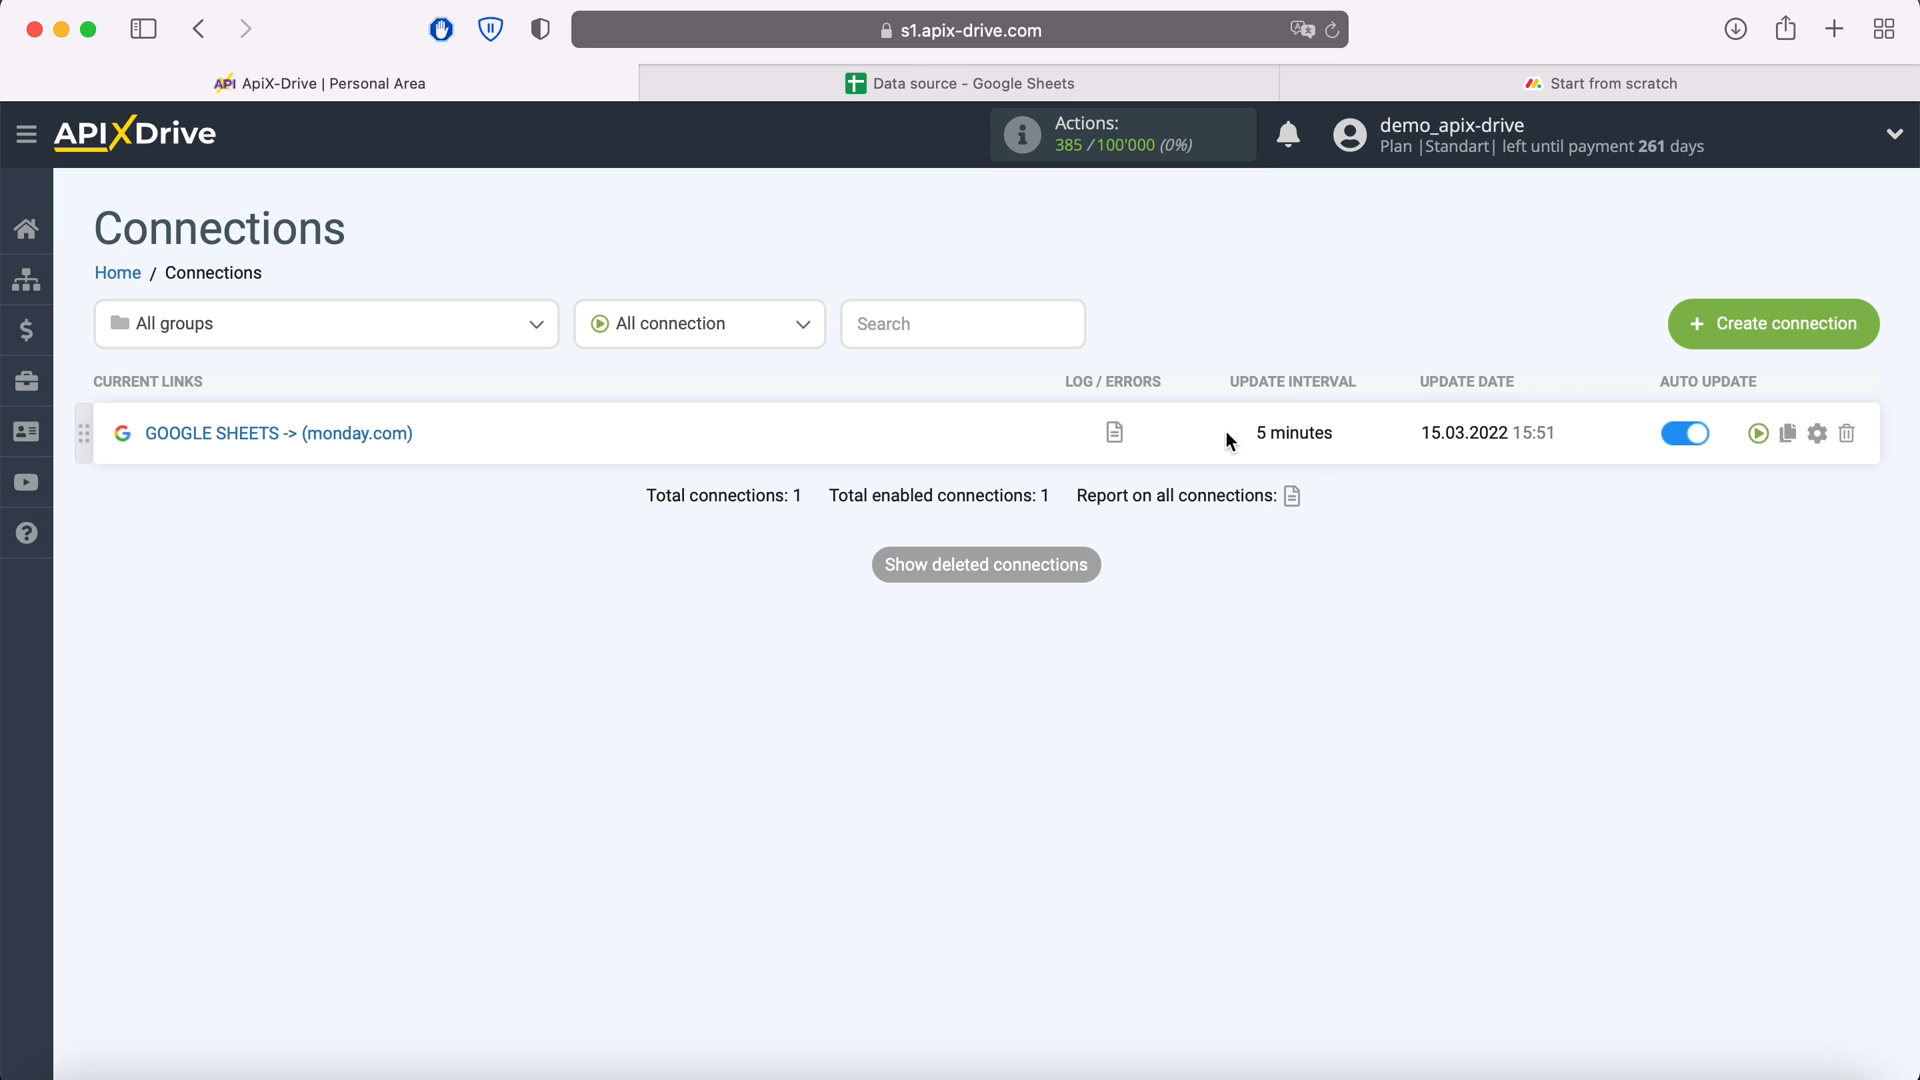 s1.apix-drive.com
API ApiX-Drive | Personal Area
Data source - Google Sheets
Start from scratch
APIXDrive
Actions:
385 / 100'000 (0%)
demo_apix-drive
Plan |Standart| left until payment 261 days
Connections
Home / Connections
All groups
All connection
Search
+ Create connection
CURRENT LINKS
LOG / ERRORS
UPDATE INTERVAL
UPDATE DATE
AUTO UPDATE
GOOGLE SHEETS -> (monday.com)
5 minutes
15.03.2022 15:51
Total connections: 1
Total enabled connections: 1
Report on all connections:
Show deleted connections